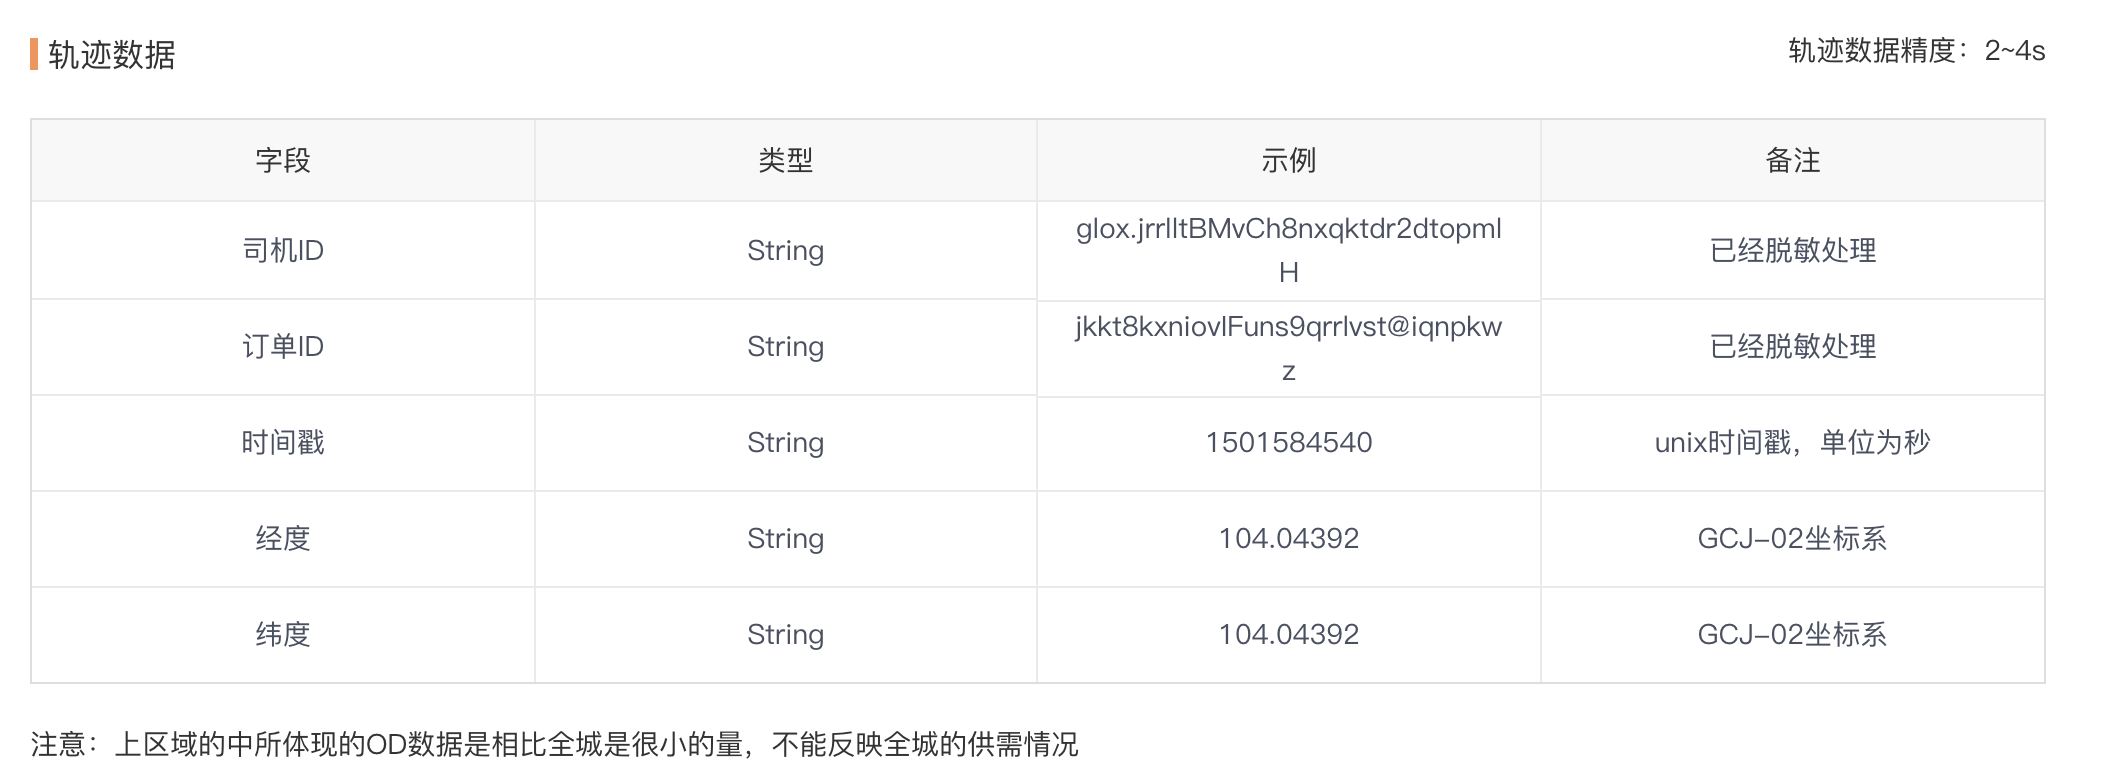 轨迹数据
轨迹数据精度：2~4s
字段 类型 示例 备注
司机ID String glox.jrrlltBMvCh8nxqktdr2dtopmlH 已经脱敏处理
订单ID String jkkt8kxniovIFuns9qrrlvst@iqnpkwz 已经脱敏处理
时间戳 String 1501584540 unix时间戳，单位为秒
经度 String 104.04392 GCJ-02坐标系
纬度 String 104.04392 GCJ-02坐标系
注意：上区域的中所体现的OD数据是相比全城是很小的量，不能反映全城的供需情况